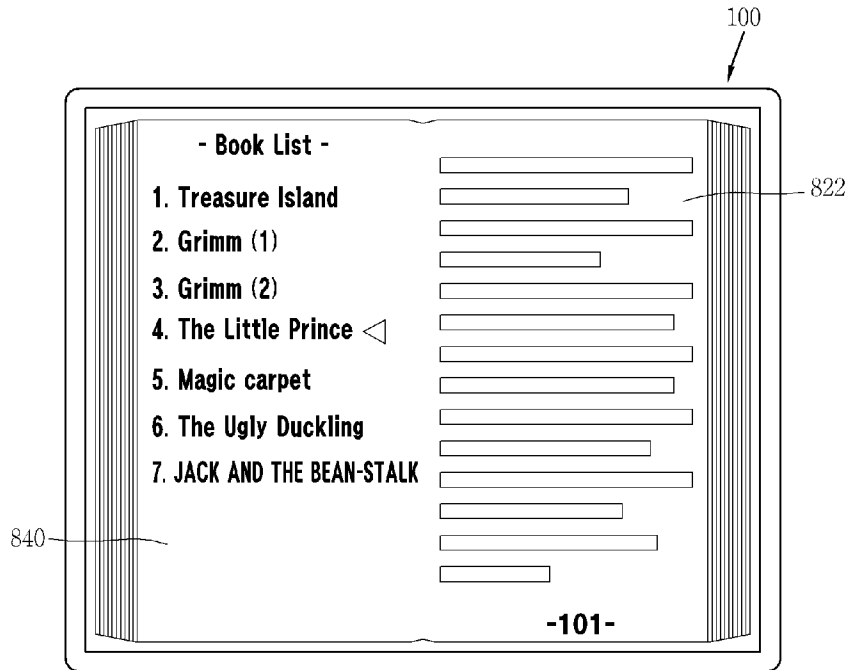 100
- Book List -
1. Treasure Island
2. Grimm (1)
3. Grimm (2)
4. The Little Prince
5. Magic carpet
6. The Ugly Duckling
7. JACK AND THE BEAN-STALK
822
840
-101-